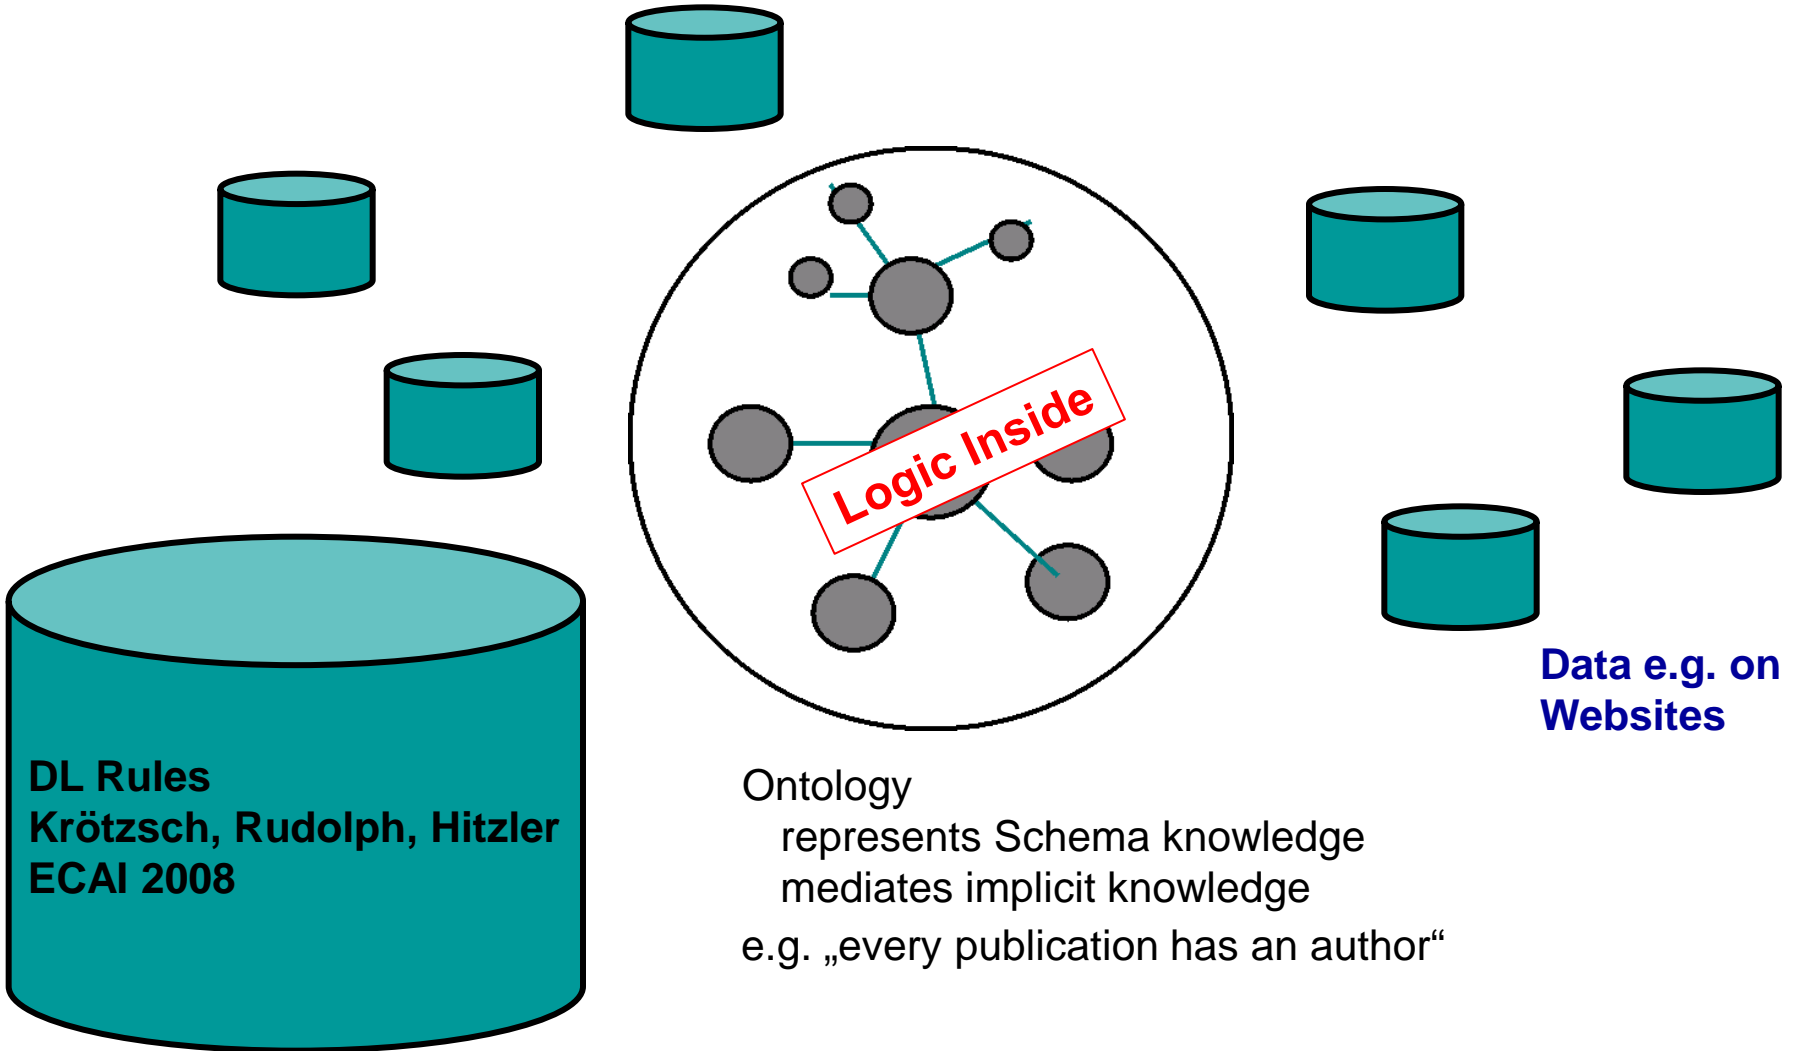 Logic Inside
Data e.g. on
Websites
DL Rules
Krötzsch, Rudolph, Hitzler
ECAI 2008
Ontology
represents Schema knowledge
mediates implicit knowledge
e.g. „every publication has an author“